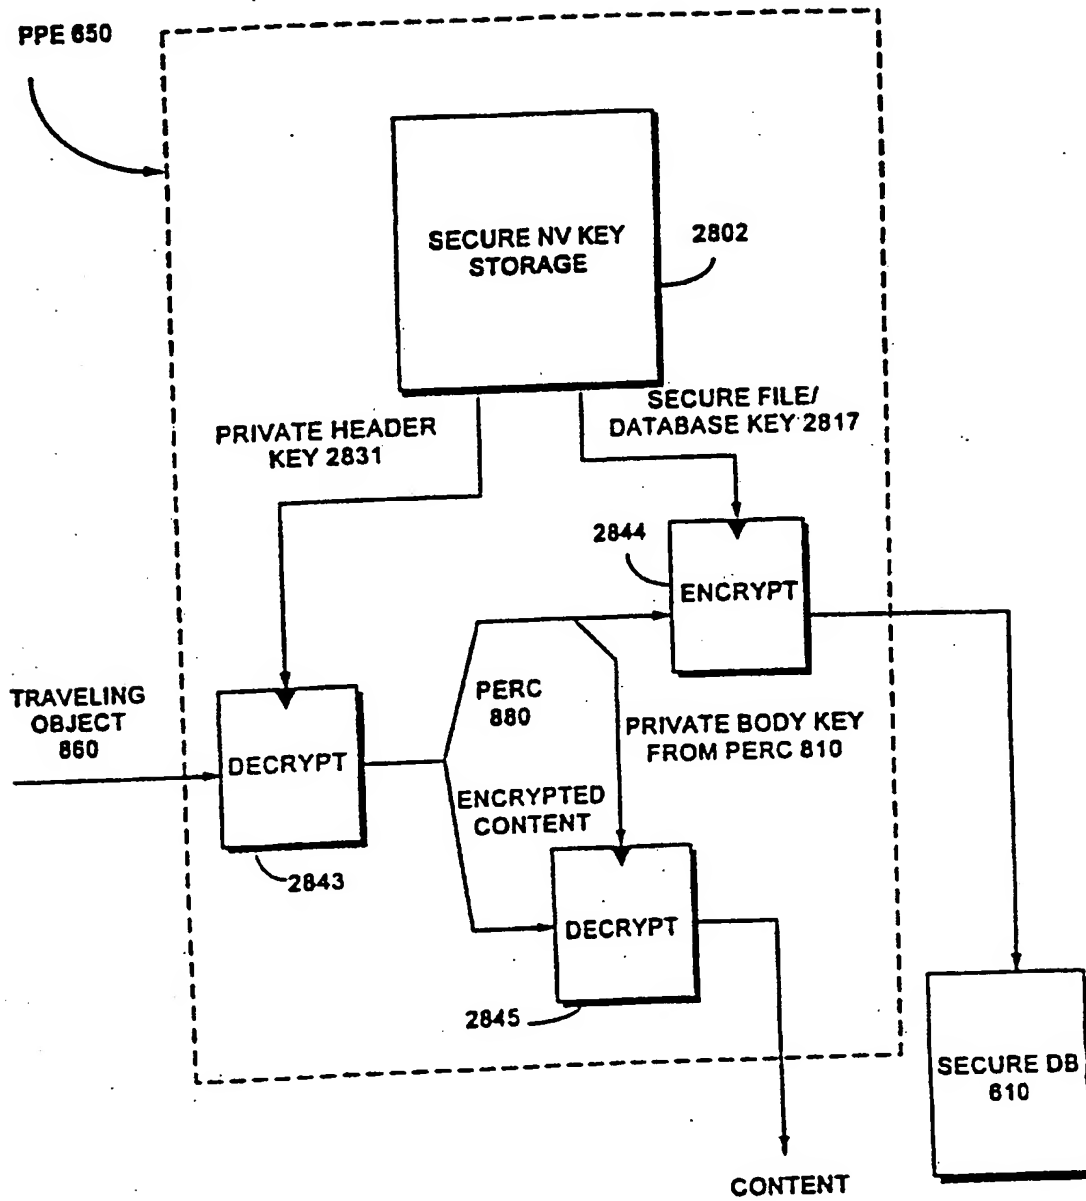 PPE 650
SECURE NV KEY
STORAGE
2802
PRIVATE HEADER
KEY 2831
SECURE FILE/
DATABASE KEY 2817
2844
ENCRYPT
TRAVELING
OBJECT
860
DECRYPT
2843
PERC
880
PRIVATE BODY KEY
FROM PERC 810
ENCRYPTED
CONTENT
DECRYPT
2845
SECURE DB
610
CONTENT